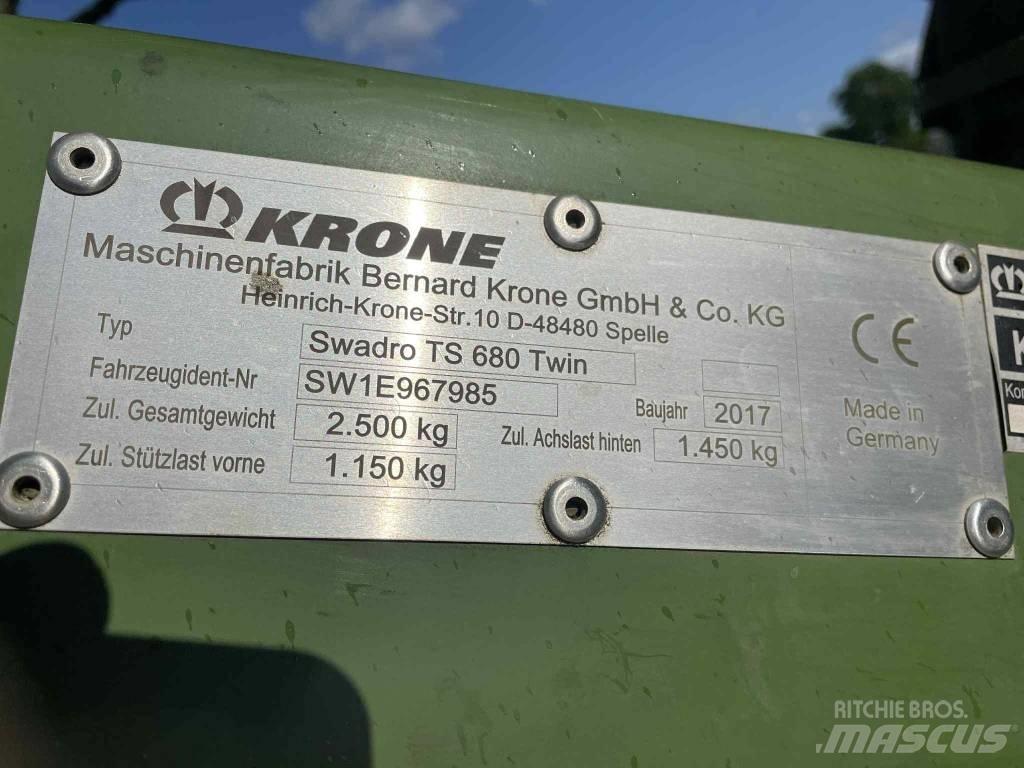 KRONE
Maschinenfabrik Bernard Krone GmbH & Co. KG
Heinrich-Krone-Str.10 D-48480 Spelle
Typ Swadro TS 680 Twin
Fahrzeugident-Nr SW1E967985
Baujahr 2017
Zul. Gesamtgewicht 2.500 kg
Zul. Achslast hinten 1.450 kg
Zul. Stützlast vorne 1.150 kg
CE
Made in
Germany
K
RITCHIE BROS.
MASCUS